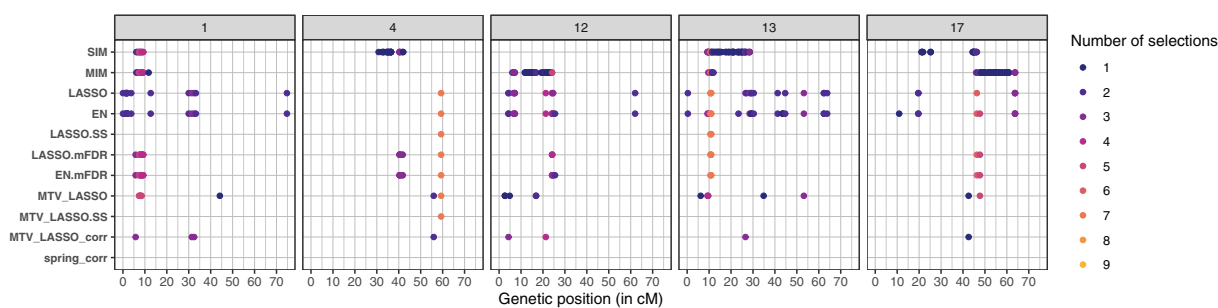 1 4 12 13 17
SIM
MIM
LASSO
EN
LASSO.SS
LASSO.mFDR
EN.mFDR
MTV_LASSO
MTV_LASSO.SS
MTV_LASSO_corr
spring_corr
0 10 20 30 40 50 60 70 0 10 20 30 40 50 60 70 0 10 20 30 40 50 60 70 0 10 20 30 40 50 60 70 0 10 20 30 40 50 60 70
Genetic position (in cM)
Number of selections
1
2
3
4
5
6
7
8
9